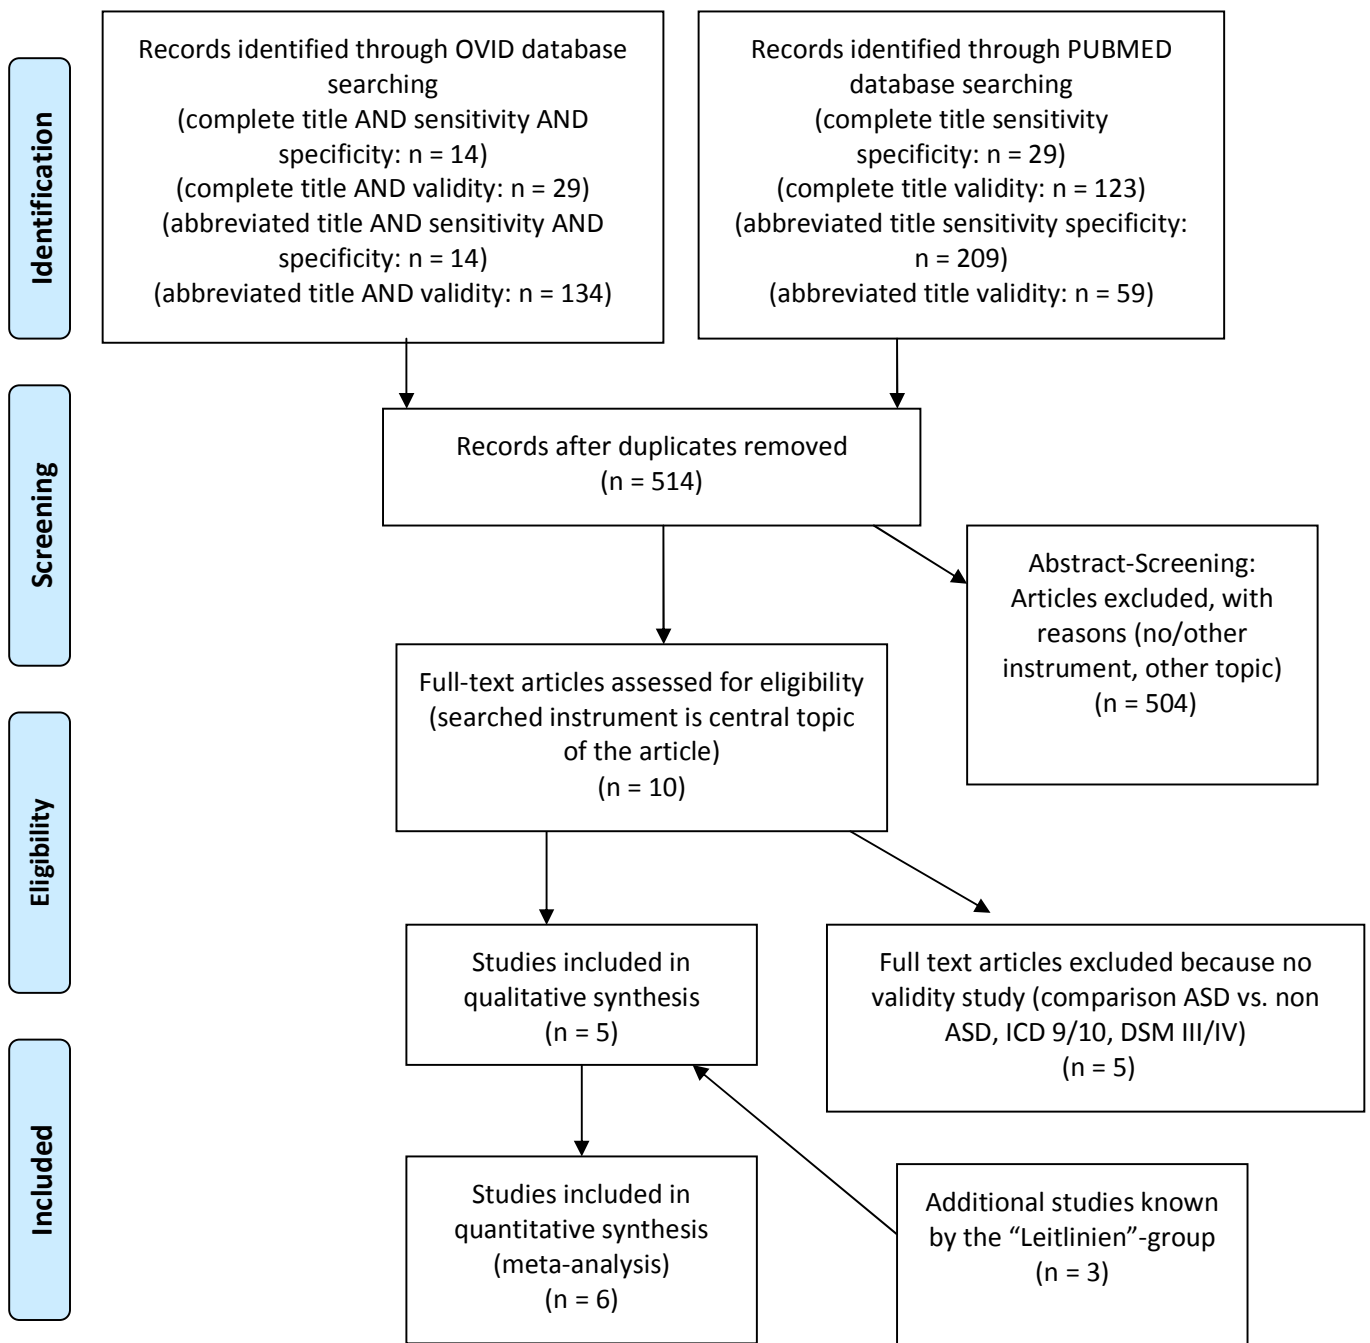 Identification
Records identified through OVID database
searching
(complete title AND sensitivity AND
specificity: n = 14)
(complete title AND validity: n = 29)
(abbreviated title AND sensitivity AND
specificity: n = 14)
(abbreviated title AND validity: n = 134)
Records identified through PUBMED
database searching
(complete title sensitivity
specificity: n = 29)
(complete title validity: n = 123)
(abbreviated title sensitivity specificity:
n = 209)
(abbreviated title validity: n = 59)
Screening
Records after duplicates removed
(n = 514)
Abstract-Screening:
Articles excluded, with
reasons (no/other
instrument, other topic)
(n = 504)
Eligibility
Full-text articles assessed for eligibility
(searched instrument is central topic
of the article)
(n = 10)
Full text articles excluded because no
validity study (comparison ASD vs. non
ASD, ICD 9/10, DSM III/IV)
(n = 5)
Studies included in
qualitative synthesis
(n = 5)
Included
Studies included in
quantitative synthesis
(meta-analysis)
(n = 6)
Additional studies known
by the “Leitlinien”-group
(n = 3)